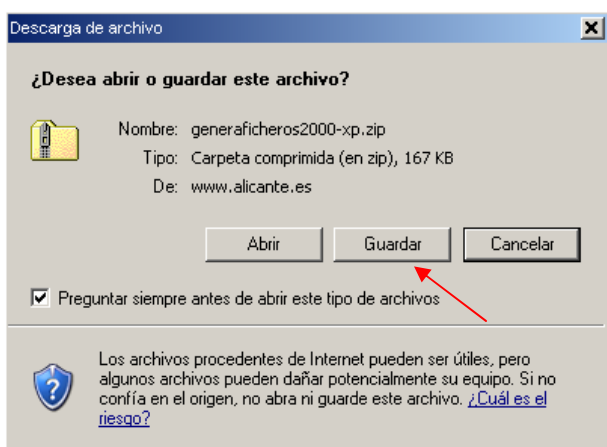 Descarga de archivo
¿Desea abrir o guardar este archivo?
Nombre: generaficheros2000-xp.zip
Tipo: Carpeta comprimida (en zip), 167 KB
De: www.alicante.es
Abrir Guardar Cancelar
Preguntar siempre antes de abrir este tipo de archivos
Los archivos procedentes de Internet pueden ser útiles, pero
algunos archivos pueden dañar potencialmente su equipo. Si no
confía en el origen, no abra ni guarde este archivo. ¿Cuál es el
riesgo?